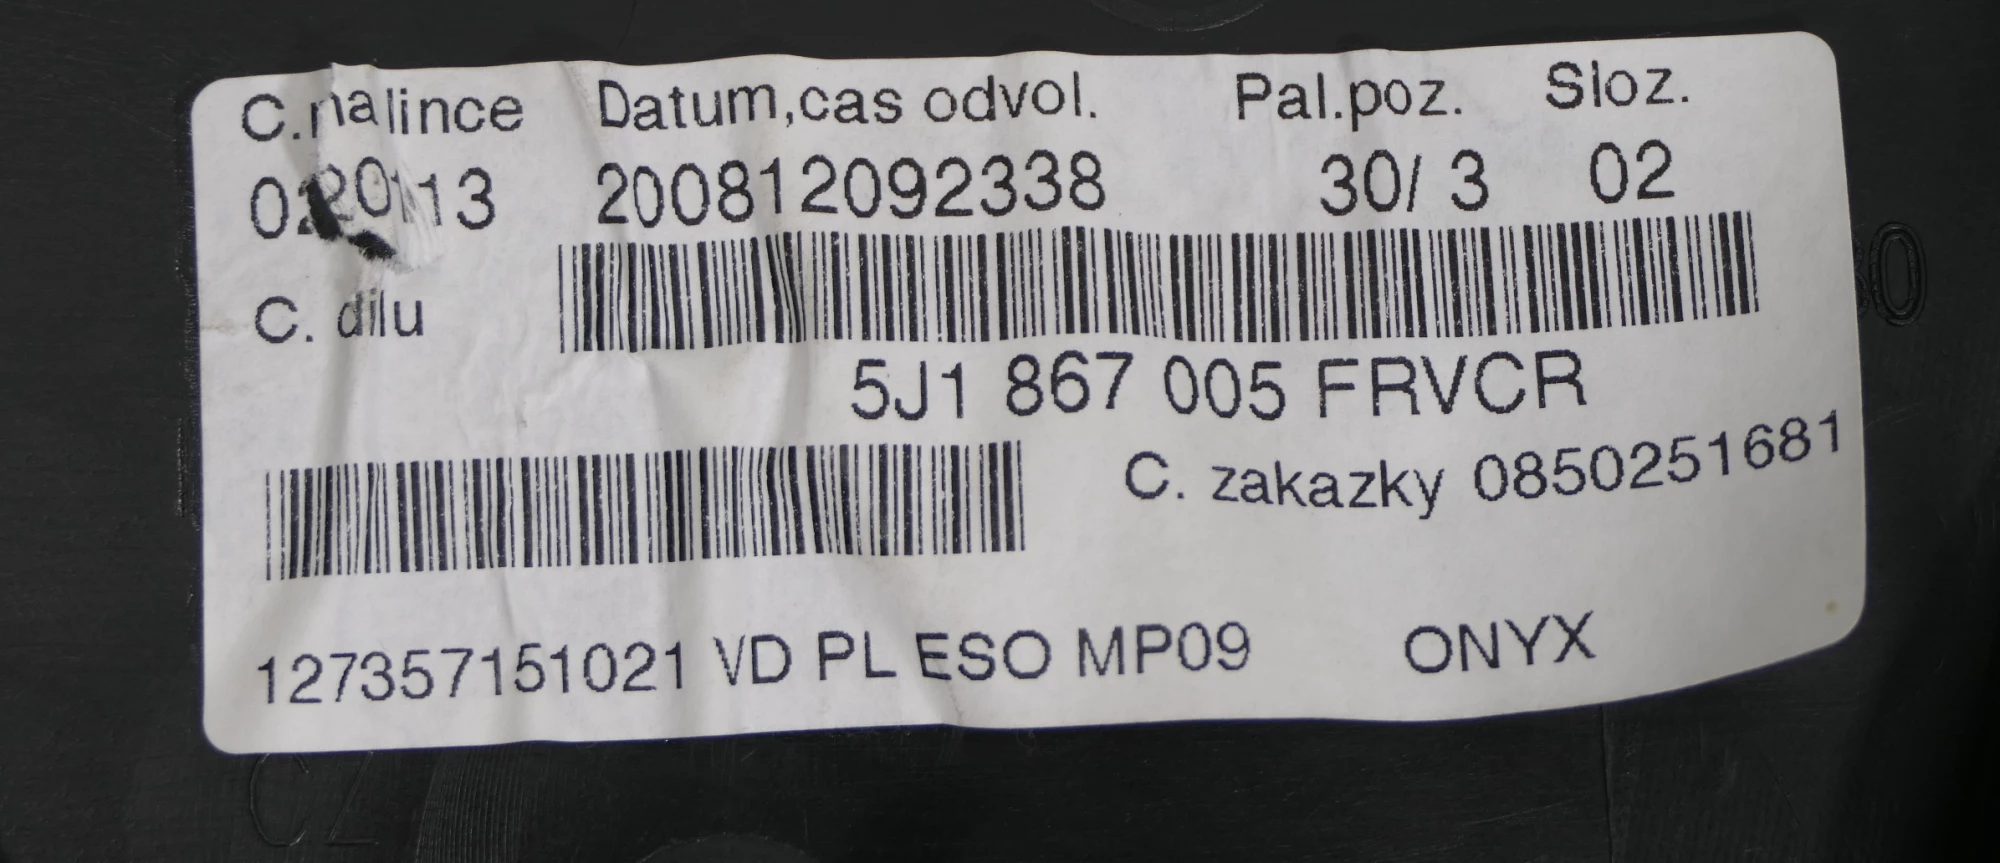 C.nalince Datum,cas odvol. Pal.poz. Sloz.
200812092338 30/ 3 02
C. dilu
5J1 867 005 FRVCR
C. zakazky 0850251681
127357151021 VD PL ESO MP09 ONYX
CZ